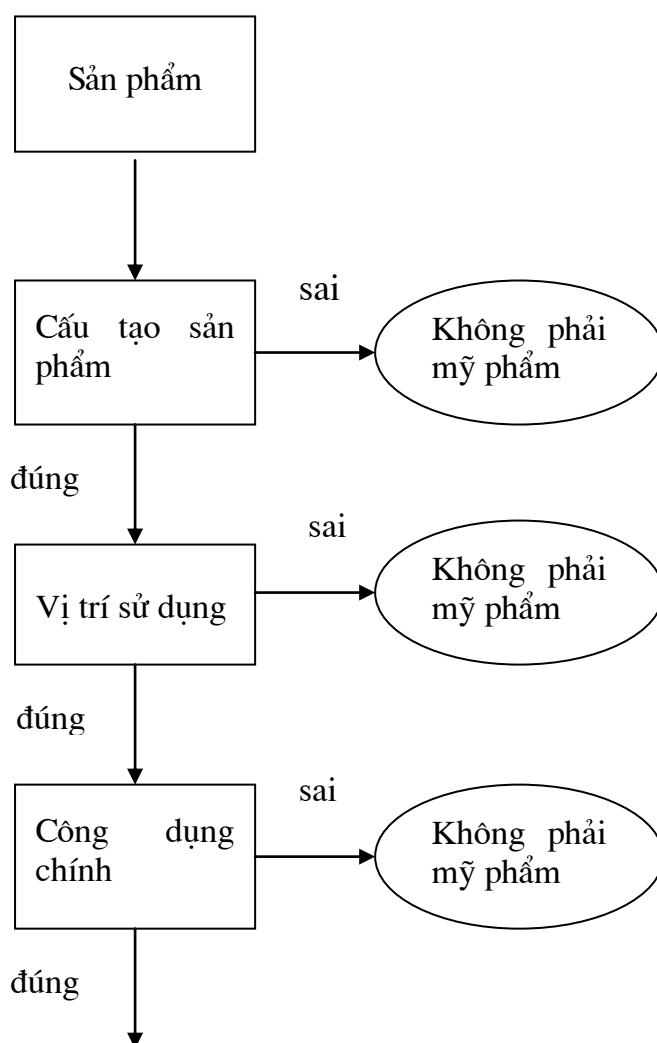 Sản phẩm
sai
Cấu tạo sản
phẩm
Không phải
mỹ phẩm
đúng
sai
Vị trí sử dụng
Không phải
mỹ phẩm
đúng
sai
Công dụng
chính
Không phải
mỹ phẩm
đúng